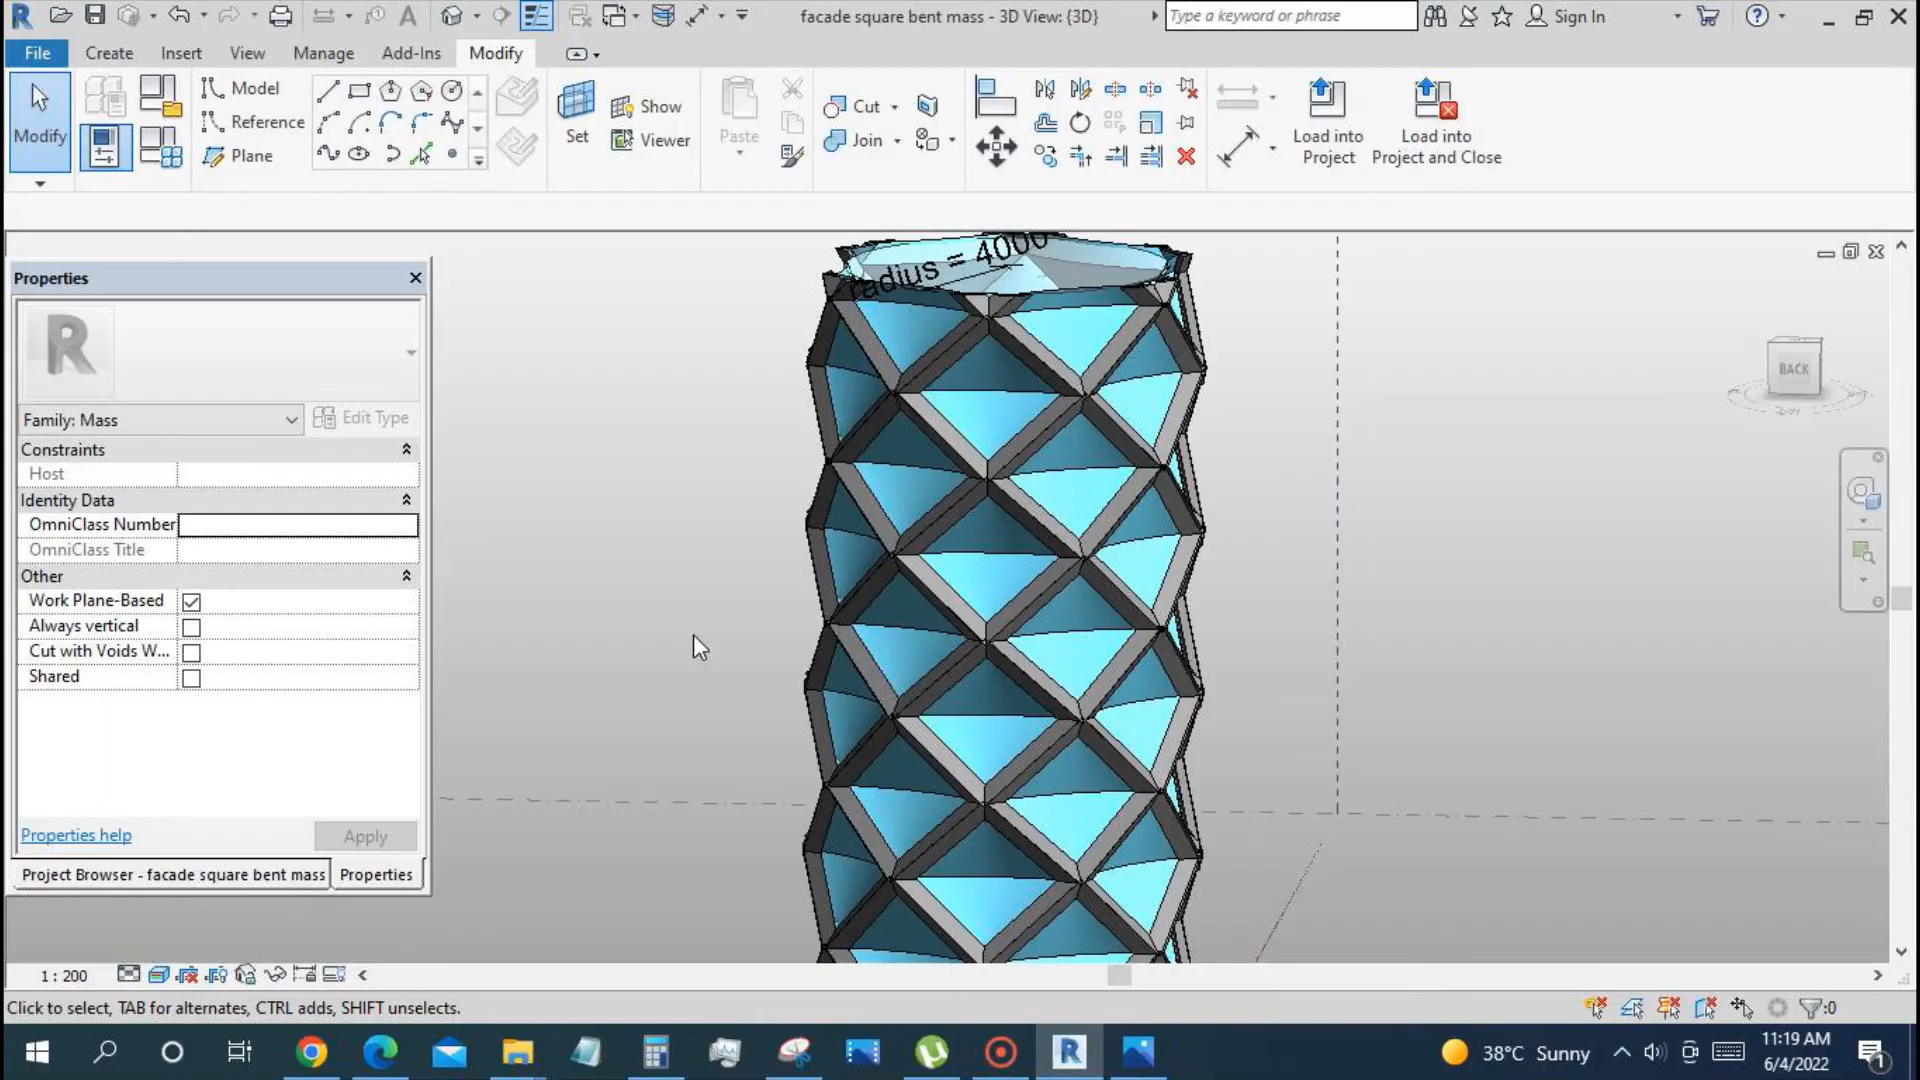 facade square bent mass - 3D View: {3D}
Type a keyword or phrase
Sign In
File
Create
Insert
View
Manage
Add-Ins
Modify
Modify
Model
Reference
Plane
Set
Show
Viewer
Paste
Cut
Join
Load into
Project
Load into
Project and Close
Properties
Family: Mass
Edit Type
Constraints
Host
Identity Data
OmniClass Number
OmniClass Title
Other
Work Plane-Based
Always vertical
Cut with Voids W...
Shared
Properties help
Apply
Project Browser - facade square bent mass
Properties
radius = 4000
BACK
1 : 200
Click to select, TAB for alternates, CTRL adds, SHIFT unselects.
:0
38°C Sunny
11:19 AM
6/4/2022
1